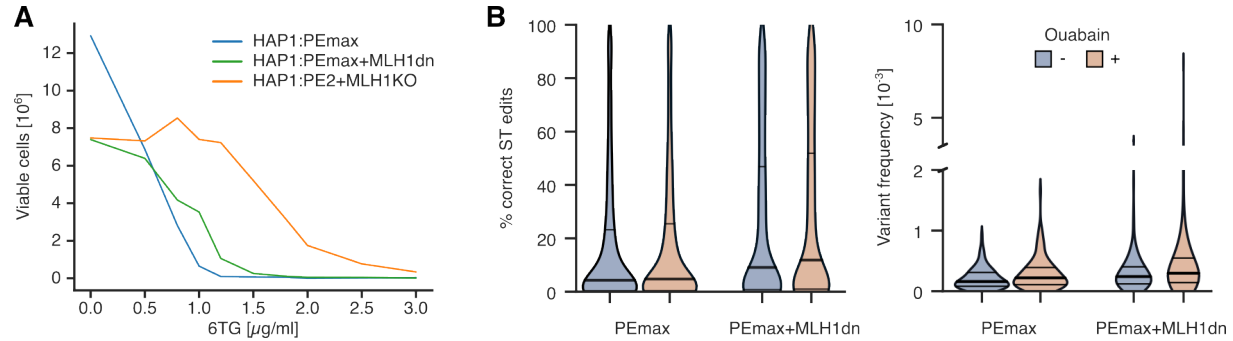 A
HAP1:PEmax
HAP1:PEmax+MLH1dn
HAP1:PE2+MLH1KO
Viable cells [10⁶]
12
10
8
6
4
2
0
0.0 0.5 1.0 1.5 2.0 2.5 3.0
6TG [µg/ml]
B
% correct ST edits
100
80
60
40
20
0
PEmax PEmax+MLH1dn
Variant frequency [10⁻³]
10
5
2
1
0
Ouabain
- +
PEmax PEmax+MLH1dn